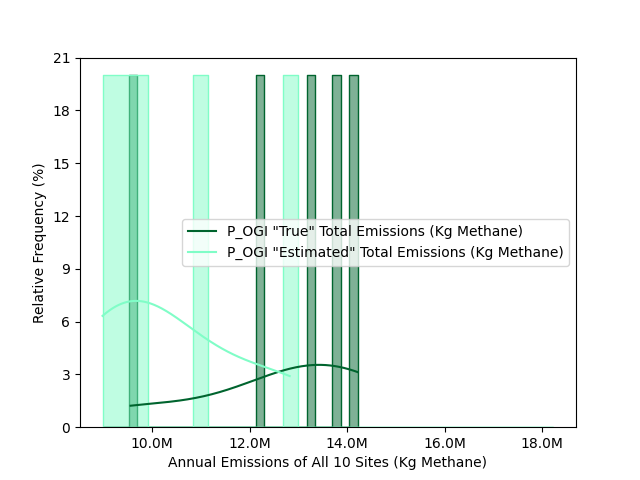 21
18
15
12
9
6
3
0
Relative Frequency (%)
P_OGI "True" Total Emissions (Kg Methane)
P_OGI "Estimated" Total Emissions (Kg Methane)
10.0M 12.0M 14.0M 16.0M 18.0M
Annual Emissions of All 10 Sites (Kg Methane)